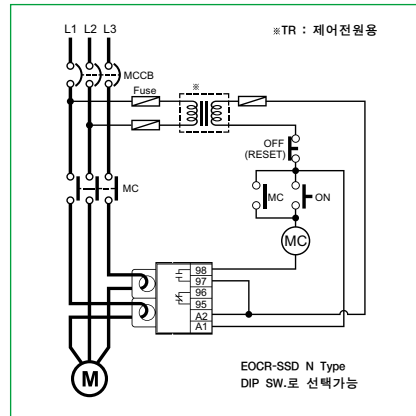 L1 L2 L3
※TR : 제어전원용
MCCB
Fuse
※
OFF
(RESET)
MC
MC
ON
MC
98
97
96
95
A2
A1
M
EOCR-SSD N Type
DIP SW.로 선택가능